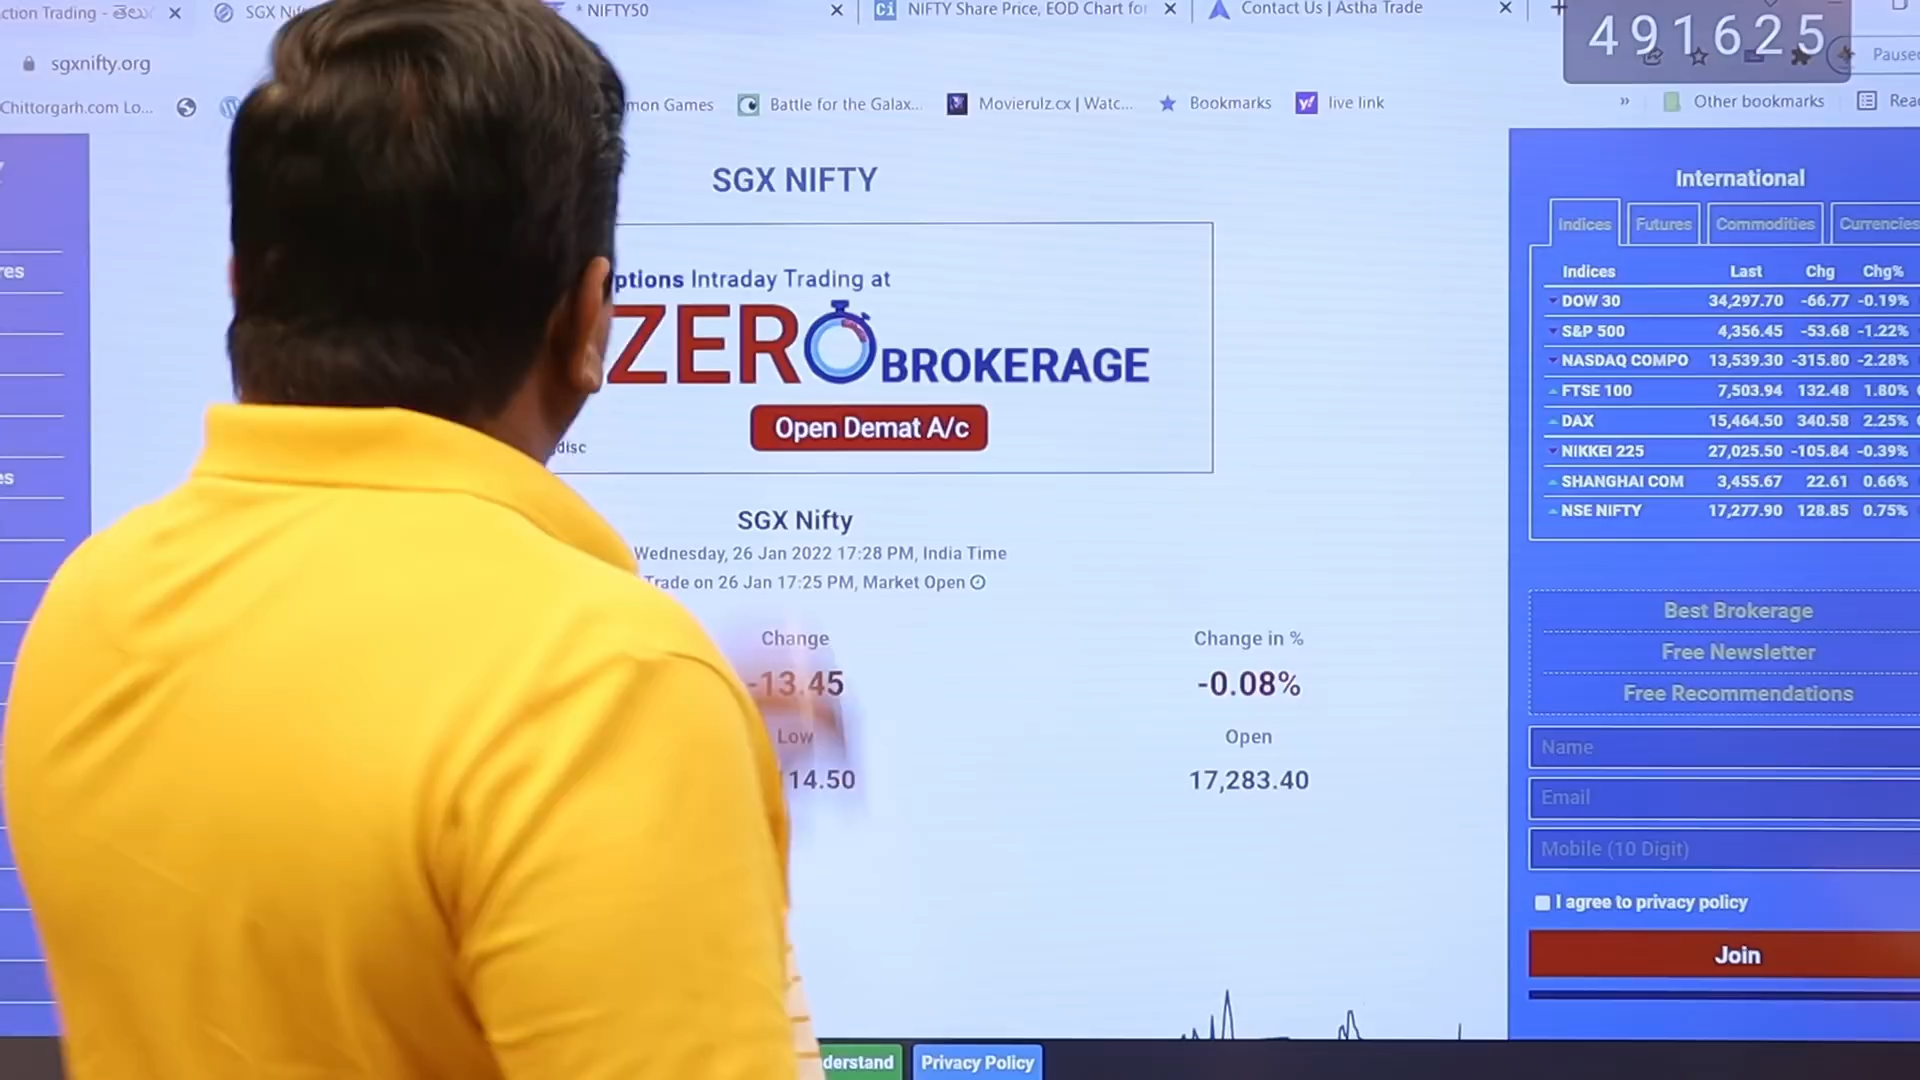 ction Trading - తెలు
SGX Nif
* NIFTY50
NIFTY Share Price, EOD Chart for
Contact Us | Astha Trade
491625
sgxnifty.org
Paused
Chittorgarh.com Lo...
mon Games
Battle for the Galax...
Movierulz.cx | Watc...
Bookmarks
live link
Other bookmarks
Rea
SGX NIFTY
ptions Intraday Trading at
ZERO BROKERAGE
Open Demat A/c
disc
SGX Nifty
Wednesday, 26 Jan 2022 17:28 PM, India Time
Trade on 26 Jan 17:25 PM, Market Open
Change
Change in %
-13.45
-0.08%
Low
Open
14.50
17,283.40
res
es
International
Indices Futures Commodities Currencies
Indices Last Chg Chg%
DOW 30 34,297.70 -66.77 -0.19%
S&P 500 4,356.45 -53.68 -1.22%
NASDAQ COMPO 13,539.30 -315.80 -2.28%
FTSE 100 7,503.94 132.48 1.80%
DAX 15,464.50 340.58 2.25%
NIKKEI 225 27,025.50 -105.84 -0.39%
SHANGHAI COM 3,455.67 22.61 0.66%
NSE NIFTY 17,277.90 128.85 0.75%
Best Brokerage
Free Newsletter
Free Recommendations
Name
Email
Mobile (10 Digit)
I agree to privacy policy
Join
derstand
Privacy Policy